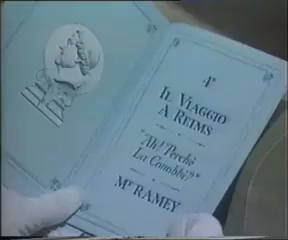 4°
IL VIAGGIO
A REIMS
"Ah! Perchè
La Conobbi?"
Mr RAMEY